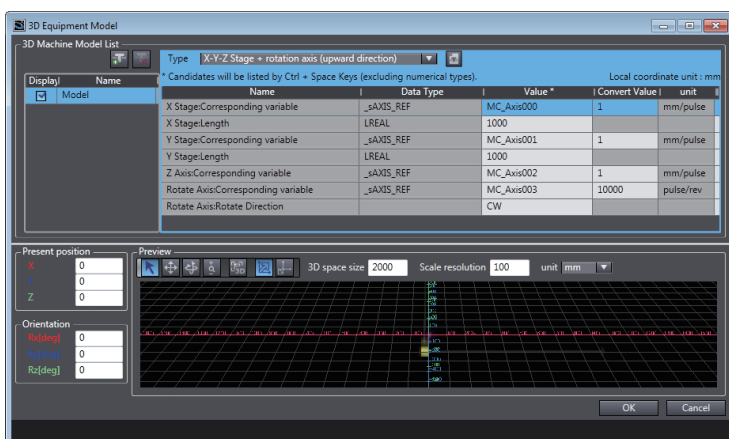 3D Equipment Model
3D Machine Model List
Type X-Y-Z Stage + rotation axis (upward direction)
* Candidates will be listed by Ctrl + Space Keys (excluding numerical types). Local coordinate unit : mm
Display Name
Model
Name Data Type Value * Convert Value unit
X Stage:Corresponding variable _sAXIS_REF MC_Axis000 1 mm/pulse
X Stage:Length LREAL 1000
Y Stage:Corresponding variable _sAXIS_REF MC_Axis001 1 mm/pulse
Y Stage:Length LREAL 1000
Z Axis:Corresponding variable _sAXIS_REF MC_Axis002 1 mm/pulse
Rotate Axis:Corresponding variable _sAXIS_REF MC_Axis003 10000 pulse/rev
Rotate Axis:Rotate Direction CW
Present position
X 0
0
Z 0
Orientation
Rx[deg] 0
0
Rz[deg] 0
Preview
3D space size 2000 Scale resolution 100 unit mm
OK Cancel